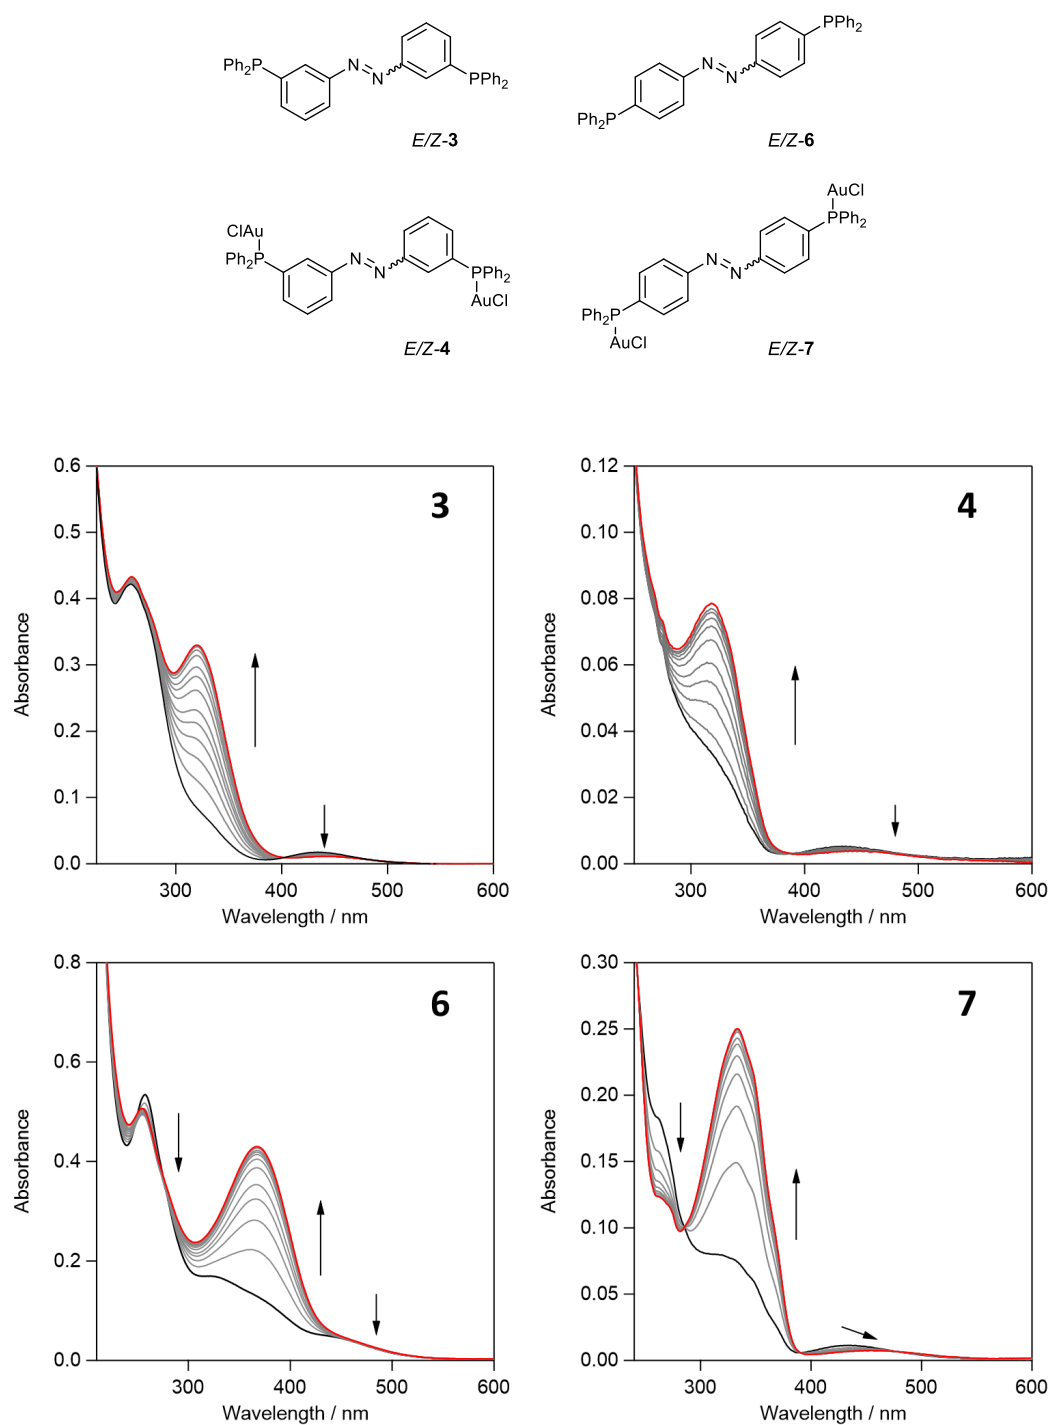 PPh2
Ph2P
N
N
PPh2
N
N
Ph2P
E/Z-3
E/Z-6
AuCl
ClAu
PPh2
Ph2P
N
N
PPh2
AuCl
N
N
Ph2P
AuCl
E/Z-4
E/Z-7
0.6
0.5
0.4
0.3
0.2
0.1
0.0
Absorbance
3
300 400 500 600
Wavelength / nm
0.12
0.10
0.08
0.06
0.04
0.02
0.00
Absorbance
4
300 400 500 600
Wavelength / nm
0.8
0.6
0.4
0.2
0.0
Absorbance
6
300 400 500 600
Wavelength / nm
0.30
0.25
0.20
0.15
0.10
0.05
0.00
Absorbance
7
300 400 500 600
Wavelength / nm